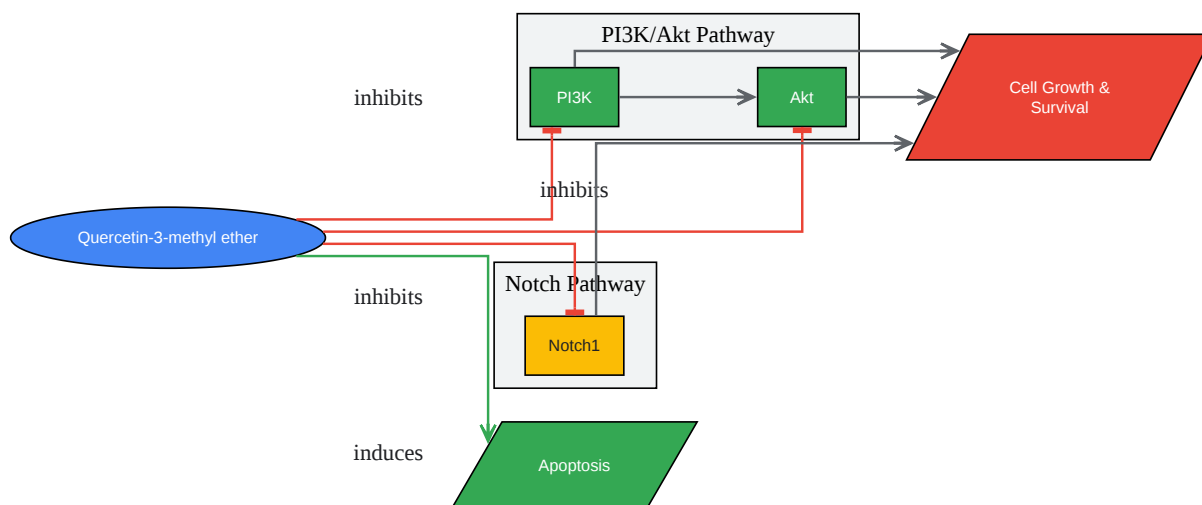 PI3K/Akt Pathway
inhibits
PI3K
Akt
Cell Growth &
Survival
inhibits
Quercetin-3-methyl ether
Notch Pathway
inhibits
Notch1
induces
Apoptosis